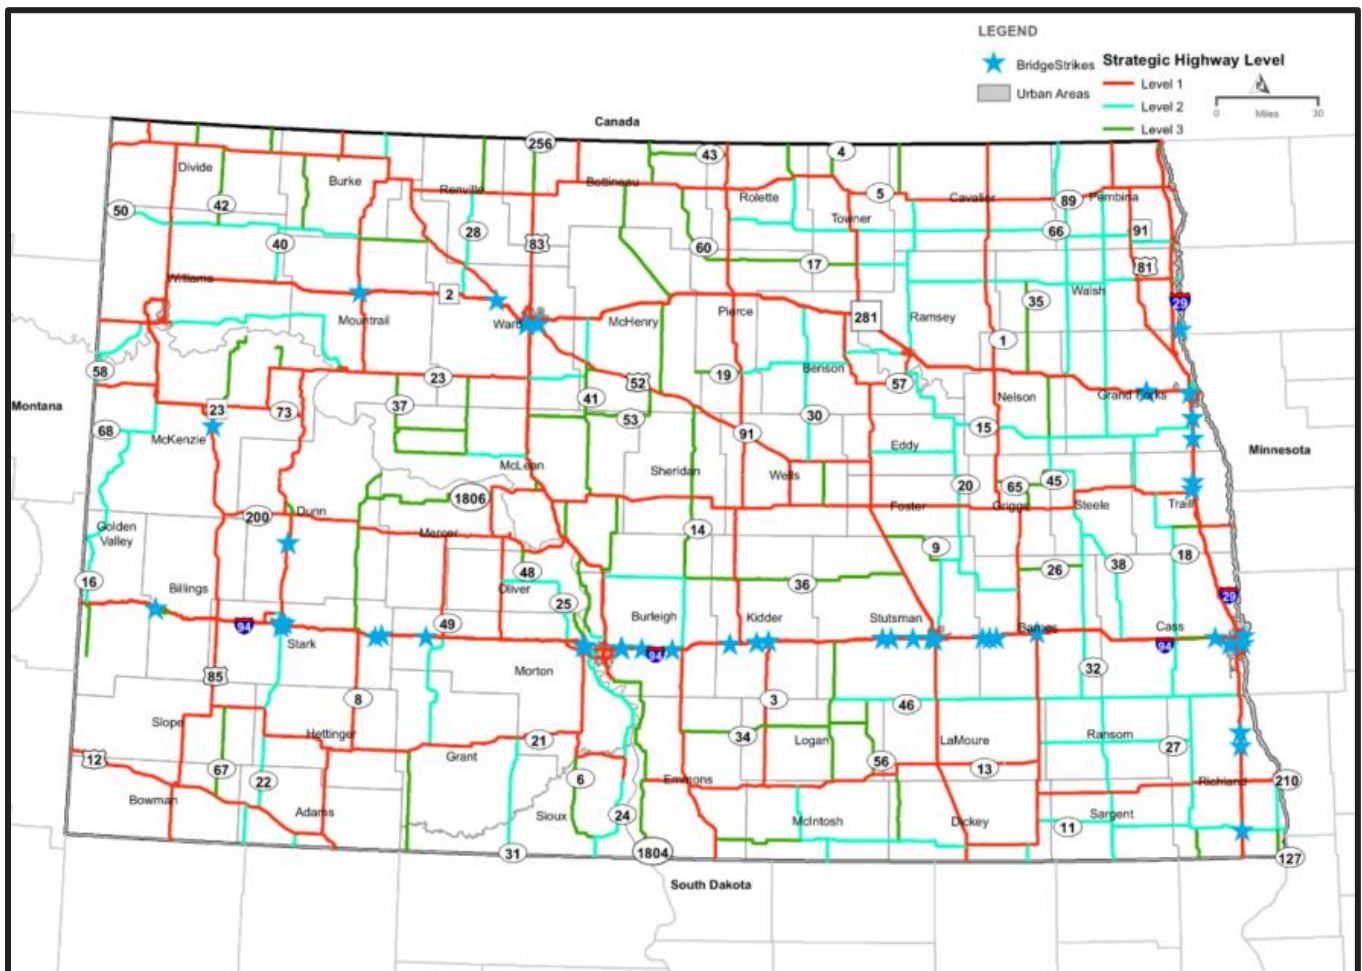 LEGEND
BridgeStrikes
Urban Areas
Strategic Highway Level
Level 1
Level 2
Level 3
0 30
Miles
Canada
256
43
4
Divide
Burke
Renville
Bottineau
Rolette
Towner
5
Cavalier
89
Pembina
50
42
40
28
83
60
17
66
91
81
Williams
2
Mountrail
Ward
McHenry
Pierce
281
Ramsey
35
Walsh
29
1
58
23
37
41
52
19
Benson
57
Nelson
Grand Forks
Montana
23
73
53
30
68
McKenzie
91
15
Minnesota
McLean
Sheridan
Wells
Eddy
1806
20
65
45
200
Dunn
Foster
Griggs
Steele
Traill
Golden
Valley
Mercer
14
9
18
16
Billings
48
Oliver
36
26
38
25
Burleigh
Kidder
Stutsman
29
94
49
Stark
94
Barnes
Cass
94
Morton
32
85
8
3
46
Slope
Hettinger
21
Grant
34
Logan
LaMoure
Ransom
27
12
67
22
6
Emmons
56
13
Richland
210
Bowman
Adams
Sioux
24
McIntosh
Dickey
11
Sargent
31
1804
127
South Dakota